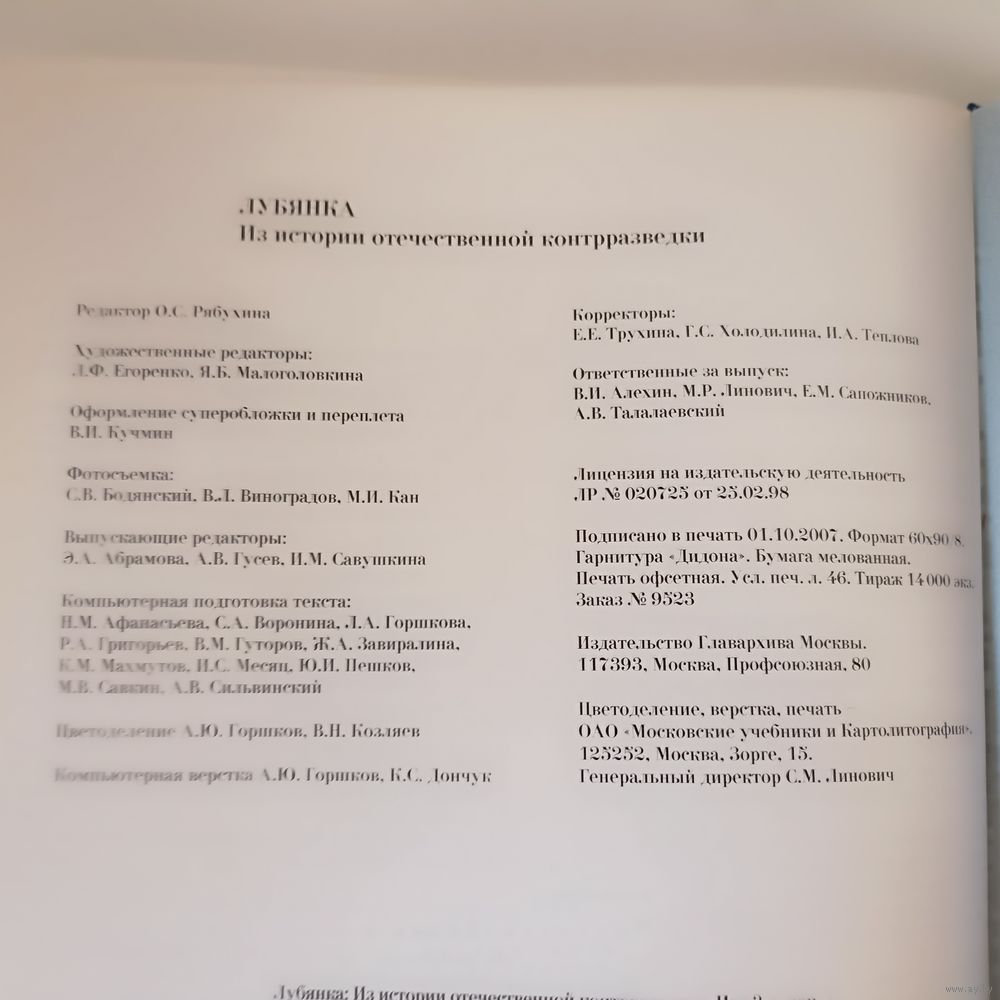 ЛУБЯНКА
Из истории отечественной контрразведки
Редактор О.С. Рябухина
Художественные редакторы:
Л.Ф. Егоренко, Я.Б. Малоголовкина
Оформление суперобложки и переплета
В.И. Кучмин
Фотосъемка:
С.В. Бодянский, В.Л. Виноградов, М.И. Кан
Выпускающие редакторы:
Э.А. Абрамова, А.В. Гусев, И.М. Савушкина
Компьютерная подготовка текста:
Н.М. Афанасьева, С.А. Воронина, Л.А. Горшкова,
Р.А. Григорьев, В.М. Гуторов, Ж.А. Завиралина,
К.М. Махмутов, И.С. Месяц, Ю.И. Пешков,
М.В. Савкин, А.В. Сильвинский
Цветоделение А.Ю. Горшков, В.Н. Козляев
Компьютерная верстка А.Ю. Горшков, К.С. Дончук
Корректоры:
Е.Е. Трухина, Г.С. Холодилина, И.А. Теплова
Ответственные за выпуск:
В.И. Алехин, М.Р. Линович, Е.М. Сапожников,
А.В. Талалаевский
Лицензия на издательскую деятельность
ЛР № 020725 от 25.02.98
Подписано в печать 01.10.2007. Формат 60x90/8.
Гарнитура «Дидона». Бумага мелованная.
Печать офсетная. Усл. печ. л. 46. Тираж 14 000 экз.
Заказ № 9523
Издательство Главархива Москвы.
117393, Москва, Профсоюзная, 80
Цветоделение, верстка, печать
ОАО «Московские учебники и Картолитография».
125252, Москва, Зорге, 15.
Генеральный директор С.М. Линович
Лубянка: Из истории отечественной